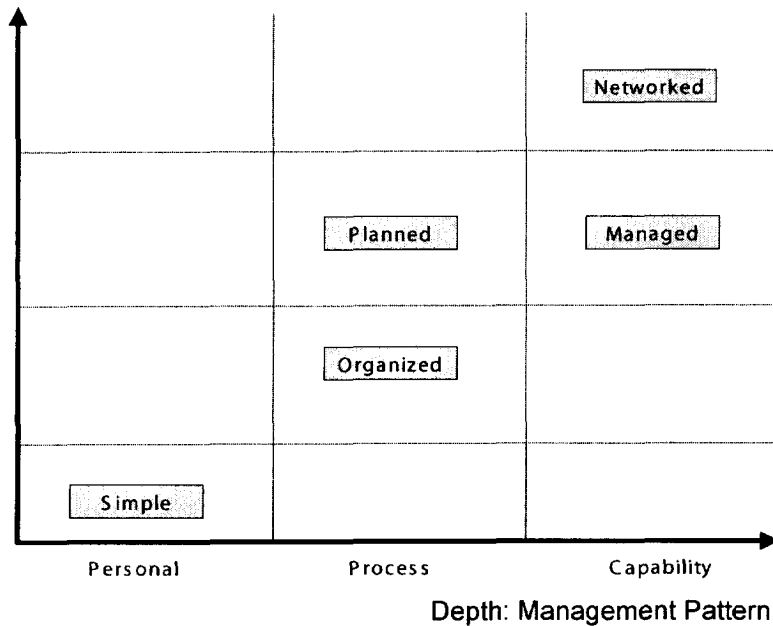 Networked
Planned Managed
Organized
Simple
Personal Process Capability
Depth: Management Pattern